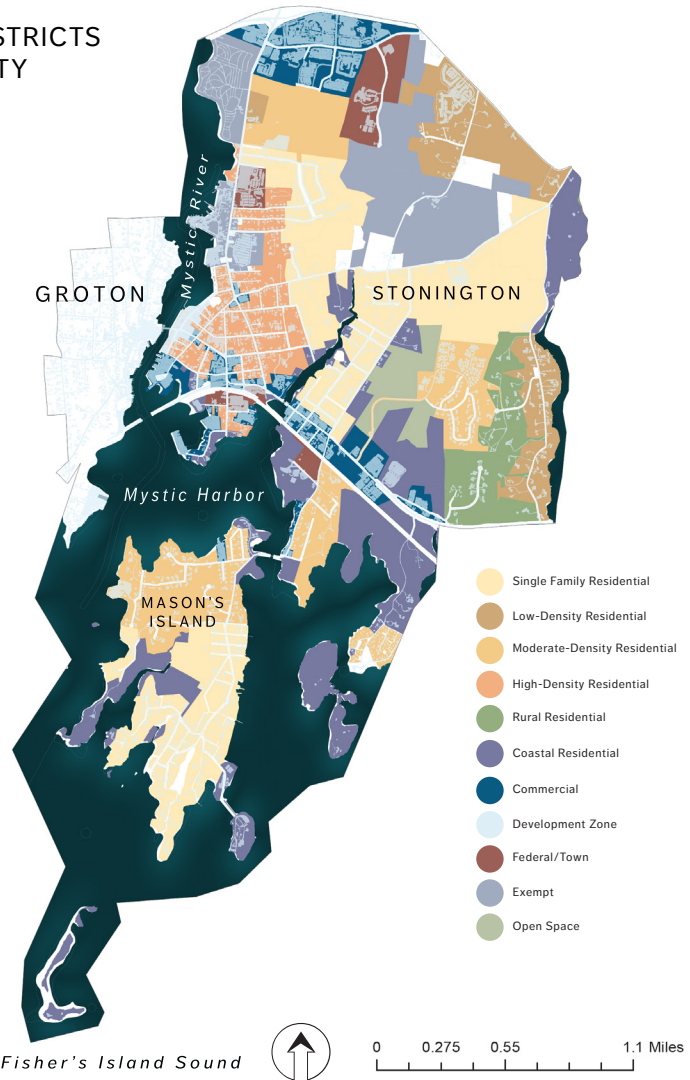 STRICTS
TY
Mystic River
GROTON
STONINGTON
Mystic Harbor
MASON'S
ISLAND
Single Family Residential
Low-Density Residential
Moderate-Density Residential
High-Density Residential
Rural Residential
Coastal Residential
Commercial
Development Zone
Federal/Town
Exempt
Open Space
0 0.275 0.55 1.1 Miles
Fisher's Island Sound